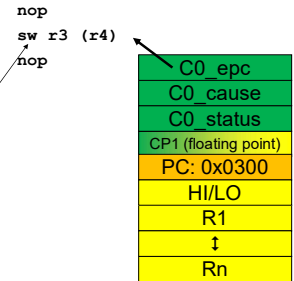 nop
sw r3 (r4)
nop
C0_epc
C0_cause
C0_status
CP1 (floating point)
PC: 0x0300
HI/LO
R1
↕
Rn